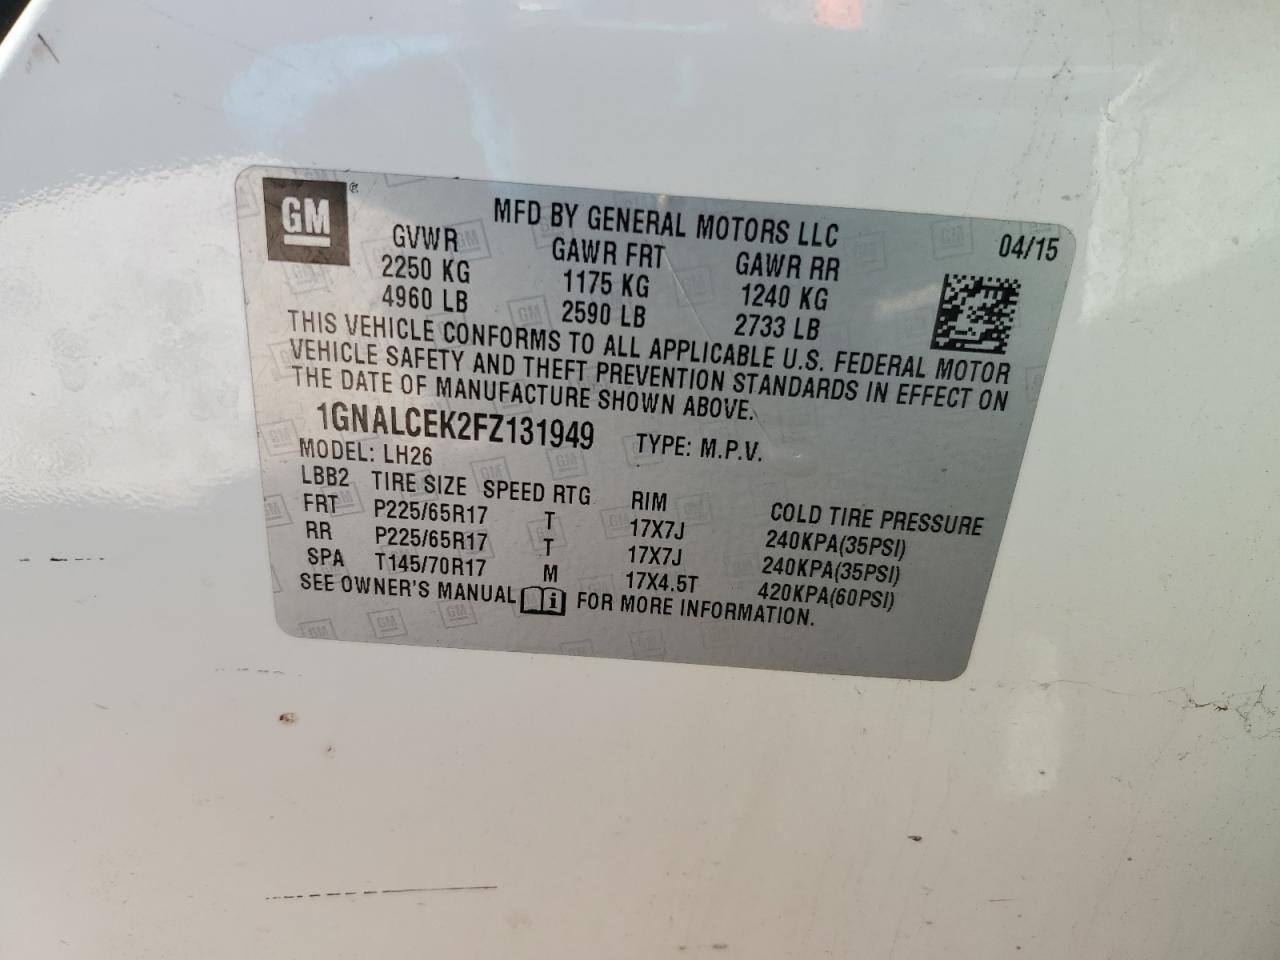 GM ®
MFD BY GENERAL MOTORS LLC 04/15
GVWR GAWR FRT GAWR RR
2250 KG 1175 KG 1240 KG
4960 LB 2590 LB 2733 LB
THIS VEHICLE CONFORMS TO ALL APPLICABLE U.S. FEDERAL MOTOR
VEHICLE SAFETY AND THEFT PREVENTION STANDARDS IN EFFECT ON
THE DATE OF MANUFACTURE SHOWN ABOVE.
1GNALCEK2FZ131949 TYPE: M.P.V.
MODEL: LH26
LBB2 TIRE SIZE SPEED RTG RIM COLD TIRE PRESSURE
FRT P225/65R17 T 17X7J 240KPA(35PSI)
RR P225/65R17 T 17X7J 240KPA(35PSI)
SPA T145/70R17 M 17X4.5T 420KPA(60PSI)
SEE OWNER'S MANUAL i FOR MORE INFORMATION.